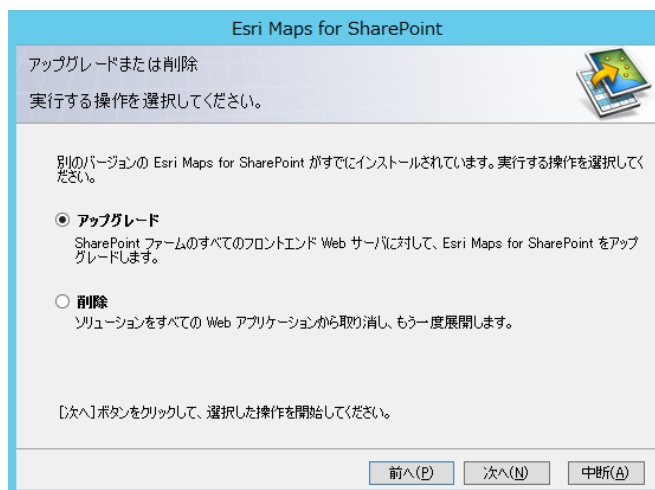 Esri Maps for SharePoint
アップグレードまたは削除
実行する操作を選択してください。
別のバージョンの Esri Maps for SharePoint がすでにインストールされています。実行する操作を選択してく
ださい。
アップグレード
SharePoint ファームのすべてのフロントエンド Web サーバに対して、Esri Maps for SharePoint をアップ
グレードします。
削除
ソリューションをすべての Web アプリケーションから取り消し、もう一度展開します。
[次へ]ボタンをクリックして、選択した操作を開始してください。
前へ(P) 次へ(N) 中断(A)